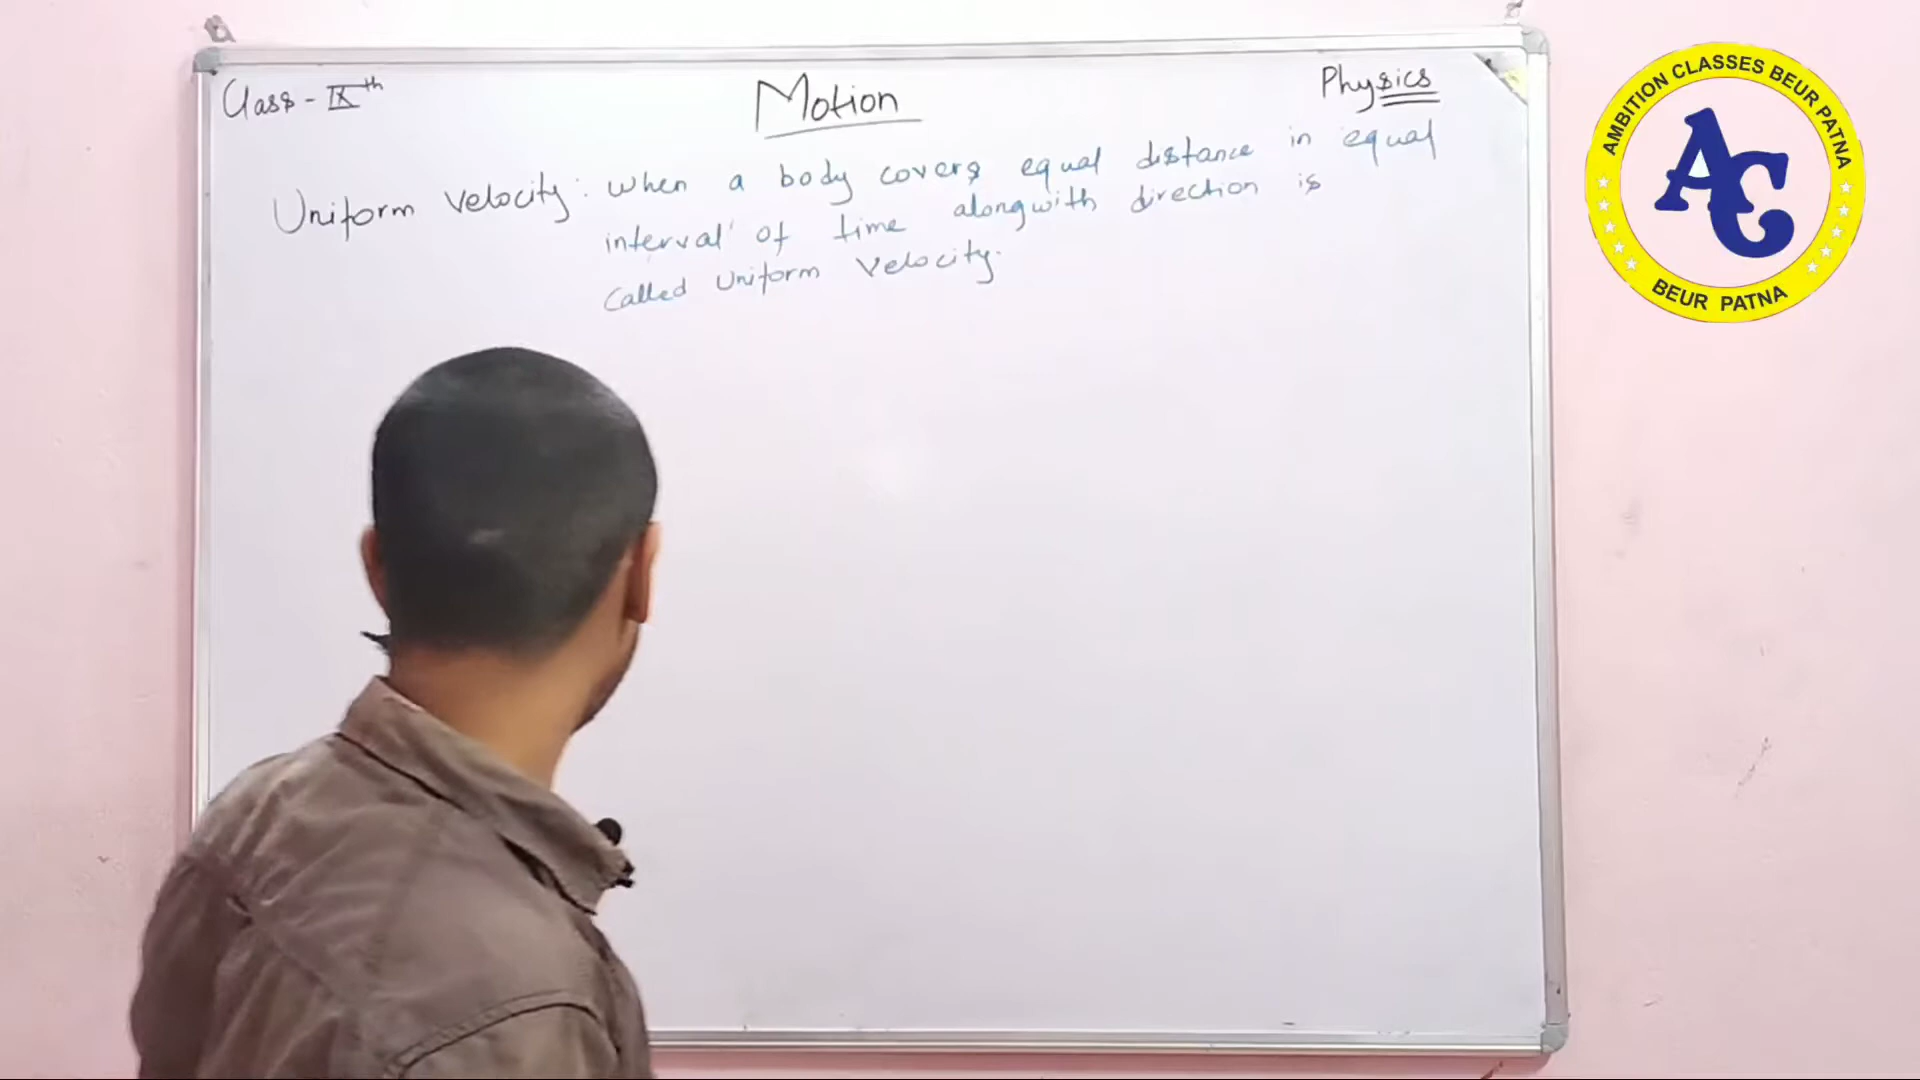 Class - IXth
Motion
Physics
Uniform Velocity: When a body covers equal distance in equal
interval of time alongwith direction is
called Uniform Velocity.
AMBITION CLASSES BEUR PATNA
AC
BEUR PATNA